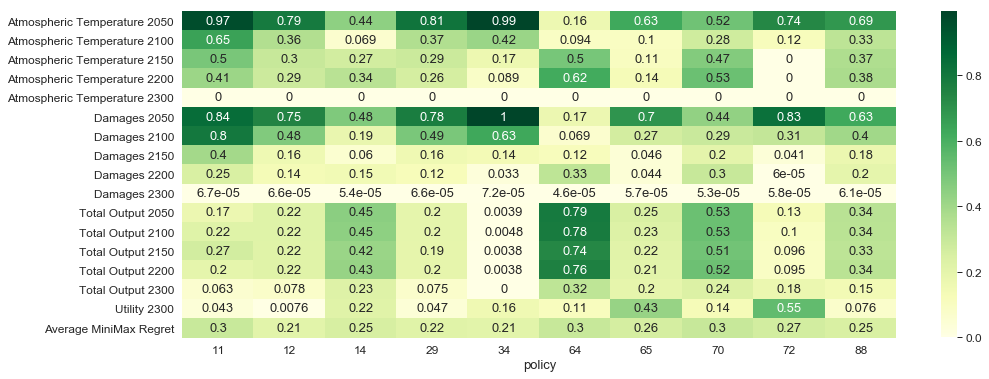 Atmospheric Temperature 2050 0.97 0.79 0.44 0.81 0.99 0.16 0.63 0.52 0.74 0.69
Atmospheric Temperature 2100 0.65 0.36 0.069 0.37 0.42 0.094 0.1 0.28 0.12 0.33
Atmospheric Temperature 2150 0.5 0.3 0.27 0.29 0.17 0.5 0.11 0.47 0 0.37
Atmospheric Temperature 2200 0.41 0.29 0.34 0.26 0.089 0.62 0.14 0.53 0 0.38
Atmospheric Temperature 2300 0 0 0 0 0 0 0 0 0 0
Damages 2050 0.84 0.75 0.48 0.78 1 0.17 0.7 0.44 0.83 0.63
Damages 2100 0.8 0.48 0.19 0.49 0.63 0.069 0.27 0.29 0.31 0.4
Damages 2150 0.4 0.16 0.06 0.16 0.14 0.12 0.046 0.2 0.041 0.18
Damages 2200 0.25 0.14 0.15 0.12 0.033 0.33 0.044 0.3 6e-05 0.2
Damages 2300 6.7e-05 6.6e-05 5.4e-05 6.6e-05 7.2e-05 4.6e-05 5.7e-05 5.3e-05 5.8e-05 6.1e-05
Total Output 2050 0.17 0.22 0.45 0.2 0.0039 0.79 0.25 0.53 0.13 0.34
Total Output 2100 0.22 0.22 0.45 0.2 0.0048 0.78 0.23 0.53 0.1 0.34
Total Output 2150 0.27 0.22 0.42 0.19 0.0038 0.74 0.22 0.51 0.096 0.33
Total Output 2200 0.2 0.22 0.43 0.2 0.0038 0.76 0.21 0.52 0.095 0.34
Total Output 2300 0.063 0.078 0.23 0.075 0 0.32 0.2 0.24 0.18 0.15
Utility 2300 0.043 0.0076 0.22 0.047 0.16 0.11 0.43 0.14 0.55 0.076
Average MiniMax Regret 0.3 0.21 0.25 0.22 0.21 0.3 0.26 0.3 0.27 0.25
11 12 14 29 34 64 65 70 72 88
policy
0.8
0.6
0.4
0.2
0.0